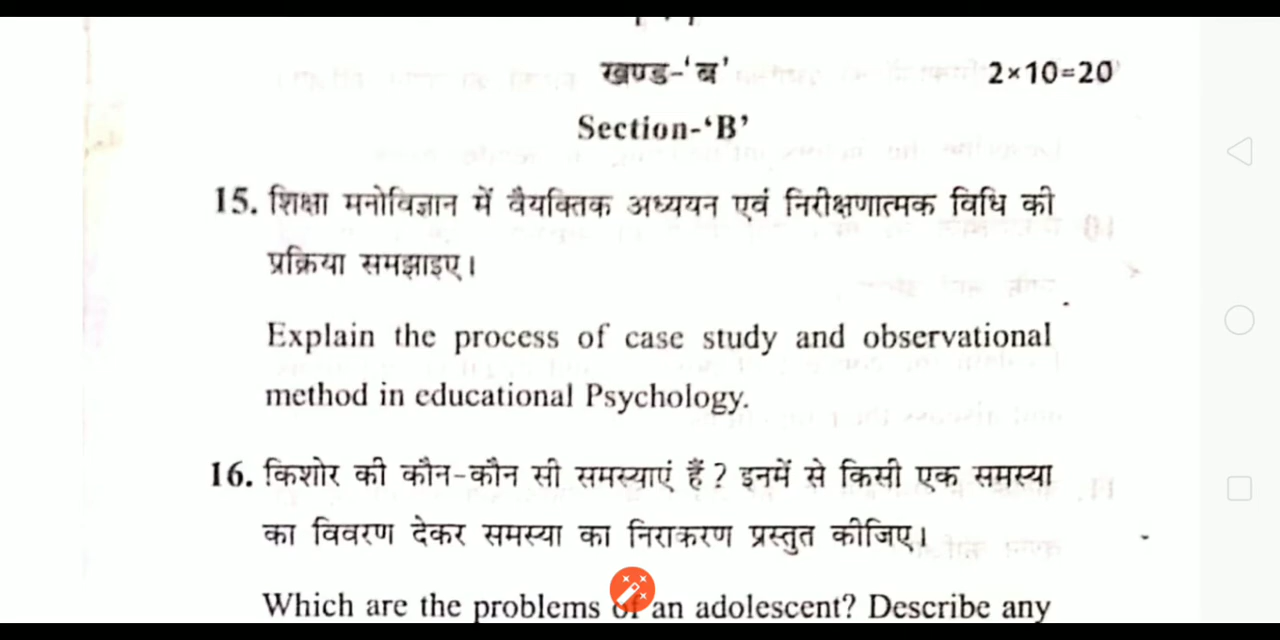 खण्ड-'ब' 2×10=20
Section-'B'
15. शिक्षा मनोविज्ञान में वैयक्तिक अध्ययन एवं निरीक्षणात्मक विधि की
प्रक्रिया समझाइए।
Explain the process of case study and observational
method in educational Psychology.
16. किशोर की कौन-कौन सी समस्याएं हैं? इनमें से किसी एक समस्या
का विवरण देकर समस्या का निराकरण प्रस्तुत कीजिए।
Which are the problems of an adolescent? Describe any